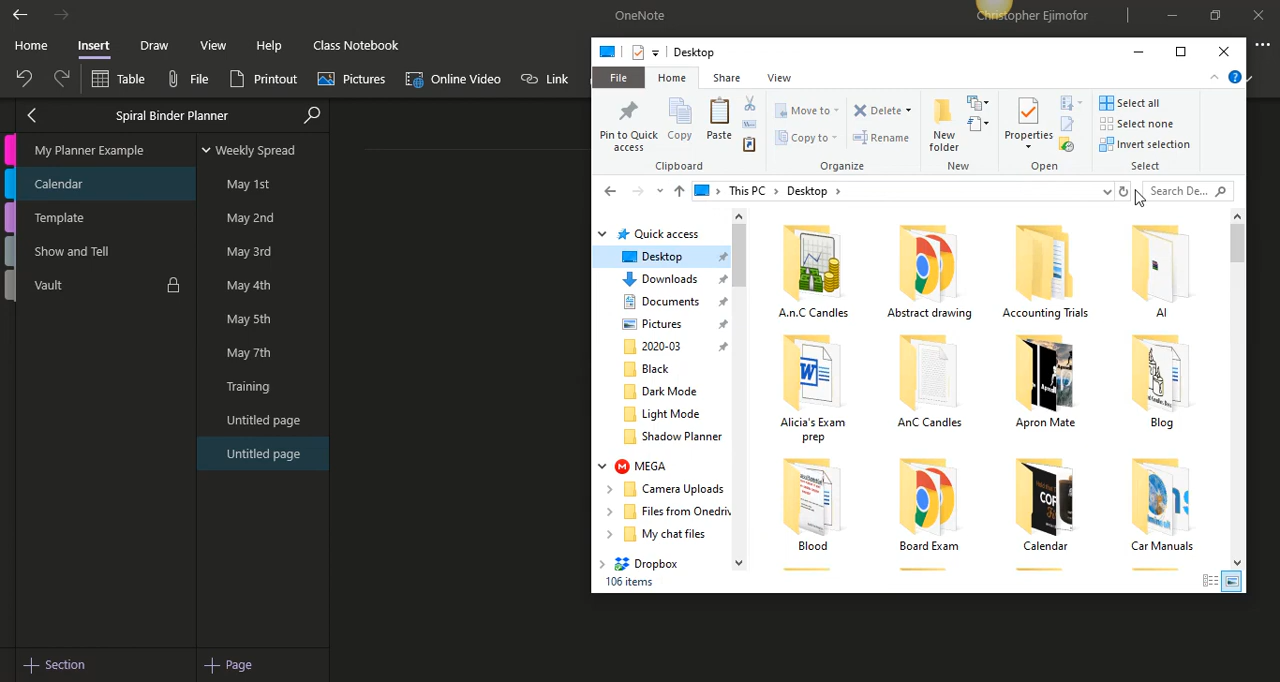 OneNote
Christopher Ejimofor
Home Insert Draw View Help Class Notebook
Table File Printout Pictures Online Video Link
Spiral Binder Planner
My Planner Example
Calendar
Template
Show and Tell
Vault
Weekly Spread
May 1st
May 2nd
May 3rd
May 4th
May 5th
May 7th
Training
Untitled page
Untitled page
Section
Page
Desktop
File Home Share View
Pin to Quick access
Copy
Paste
Clipboard
Move to
Copy to
Delete
Rename
Organize
New folder
New
Properties
Open
Select all
Select none
Invert selection
Select
This PC > Desktop >
Search De...
Quick access
Desktop
Downloads
Documents
Pictures
2020-03
Black
Dark Mode
Light Mode
Shadow Planner
MEGA
Camera Uploads
Files from Onedriv
My chat files
Dropbox
A.n.C Candles
Abstract drawing
Accounting Trials
AI
Alicia's Exam
prep
AnC Candles
Apron Mate
Blog
Blood
Board Exam
Calendar
Car Manuals
106 items